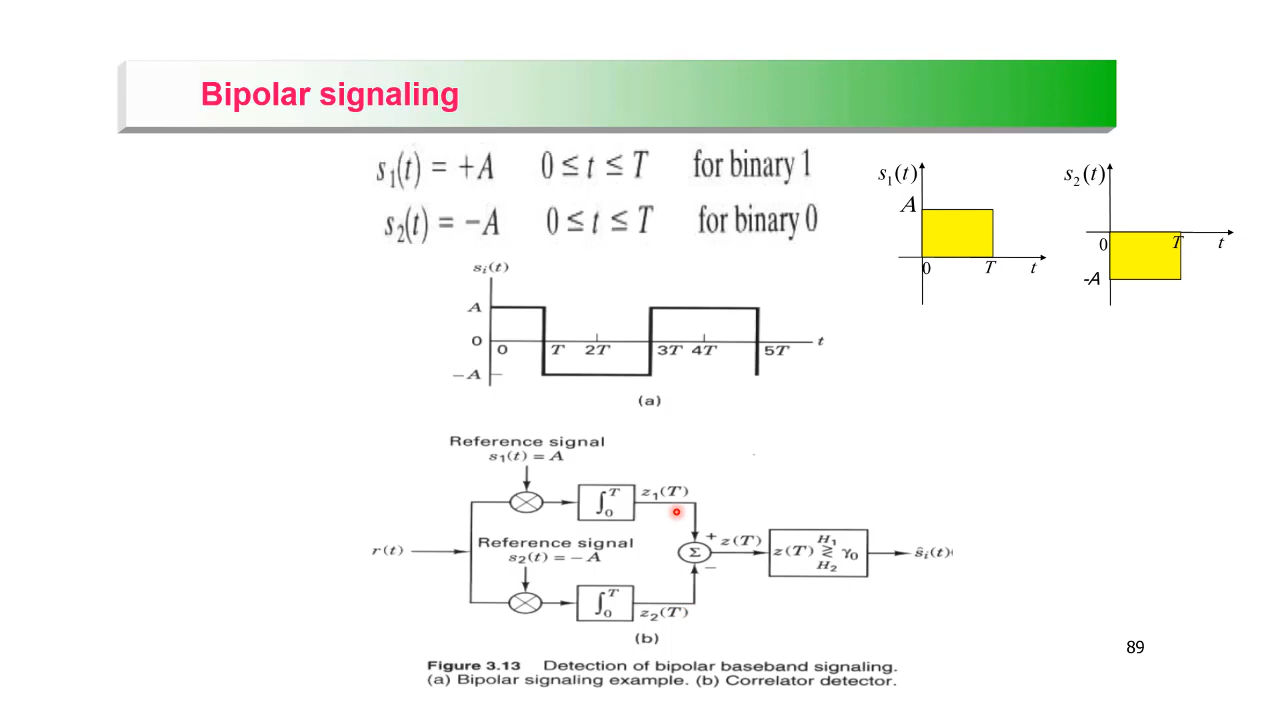 Bipolar signaling
s₁(t) = +A 0 ≤ t ≤ T for binary 1
s₂(t) = −A 0 ≤ t ≤ T for binary 0
s₁(t)
A
0 T t
s₂(t)
0 T t
-A
sᵢ(t)
A
0
0 T 2T 3T 4T 5T t
−A
(a)
Reference signal
s₁(t) = A
∫₀ᵀ z₁(T)
r(t)
Reference signal
s₂(t) = − A
Σ + − z(T)
z(T) ≷ γ₀
H₁
H₂
ŝᵢ(t)
∫₀ᵀ z₂(T)
(b)
Figure 3.13 Detection of bipolar baseband signaling.
(a) Bipolar signaling example. (b) Correlator detector.
89